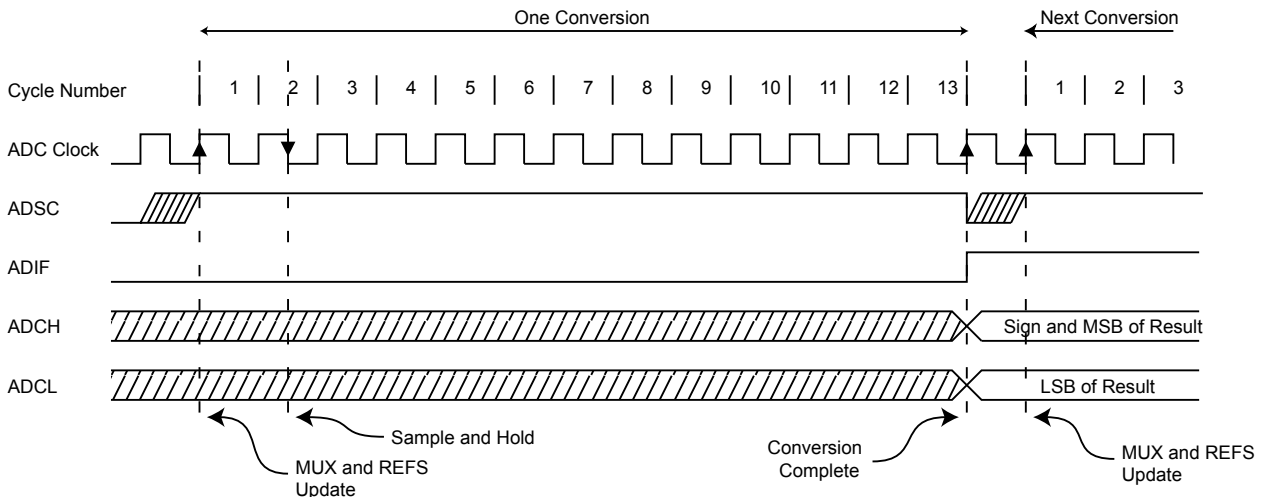 One Conversion
Next Conversion
Cycle Number
1 2 3 4 5 6 7 8 9 10 11 12 13 1 2 3
ADC Clock
ADSC
ADIF
ADCH
Sign and MSB of Result
ADCL
LSB of Result
MUX and REFS
Update
Sample and Hold
Conversion
Complete
MUX and REFS
Update